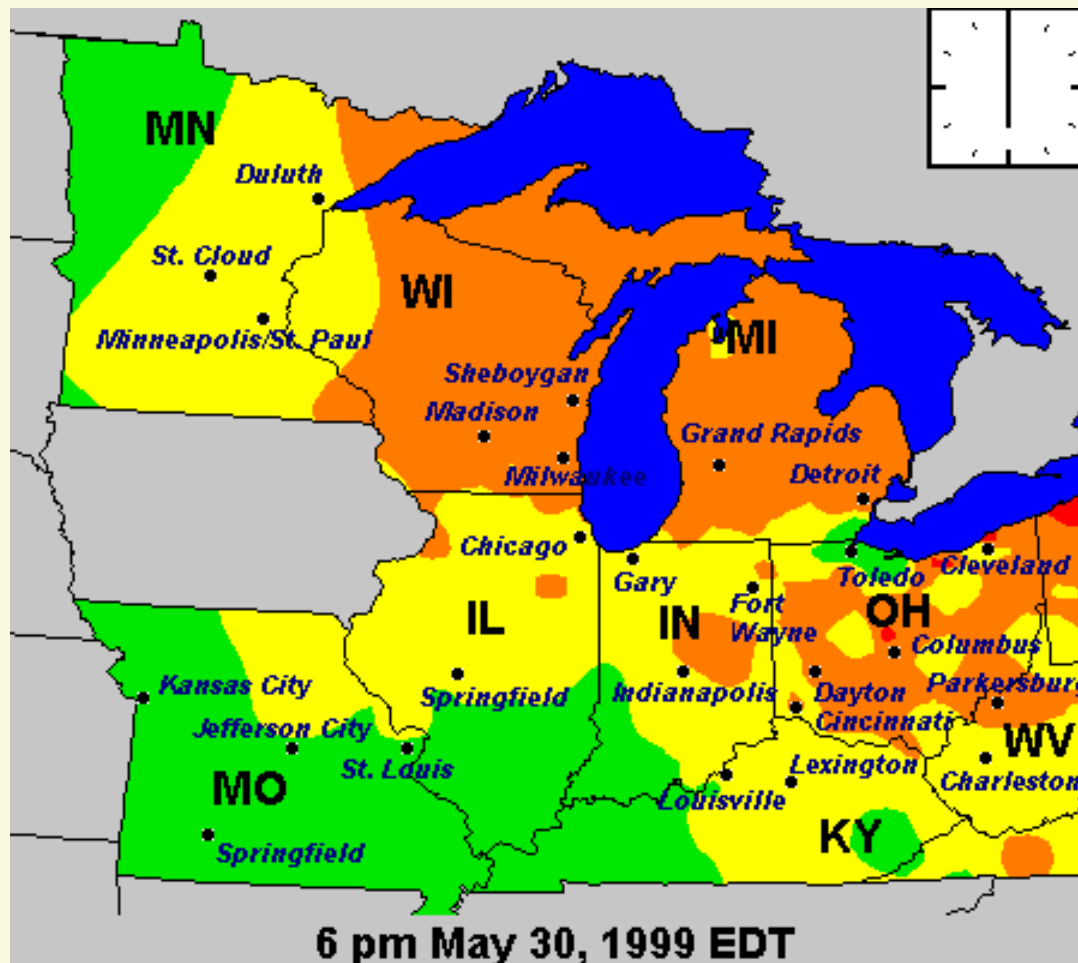 MN
Duluth
St. Cloud
WI
Minneapolis/St. Paul
MI
Sheboygan
Madison
Grand Rapids
Milwaukee
Detroit
Chicago
Gary
Toledo
Cleveland
IL
IN
Fort
Wayne
OH
Columbus
Kansas City
Springfield
Indianapolis
Dayton
Parkersburg
Jefferson City
Cincinnati
St. Louis
WV
Lexington
Charleston
MO
Louisville
KY
Springfield
6 pm May 30, 1999 EDT